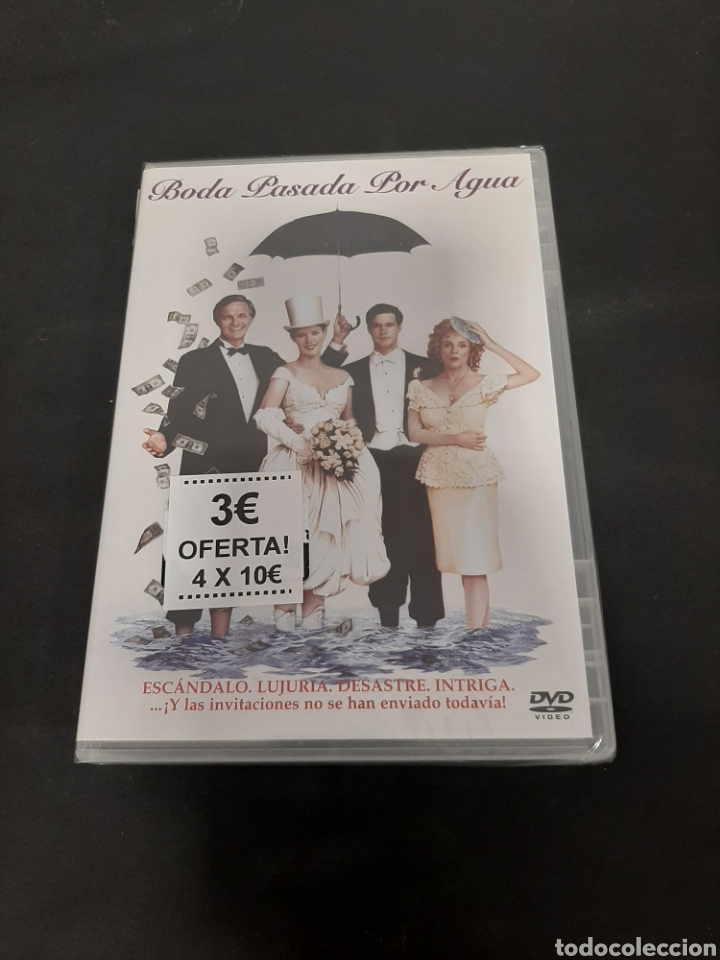 Boda Pasada Por Agua
3€
OFERTA!
4 X 10€
ESCÁNDALO. LUJURIA. DESASTRE. INTRIGA.
...¡Y las invitaciones no se han enviado todavía!
DVD
VIDEO
todocoleccion